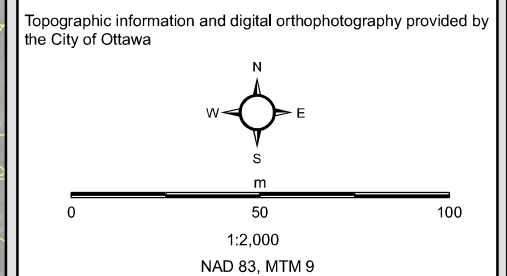 Topographic information and digital orthophotography provided by
the City of Ottawa
N
W E
S
m
0 50 100
1:2,000
NAD 83, MTM 9